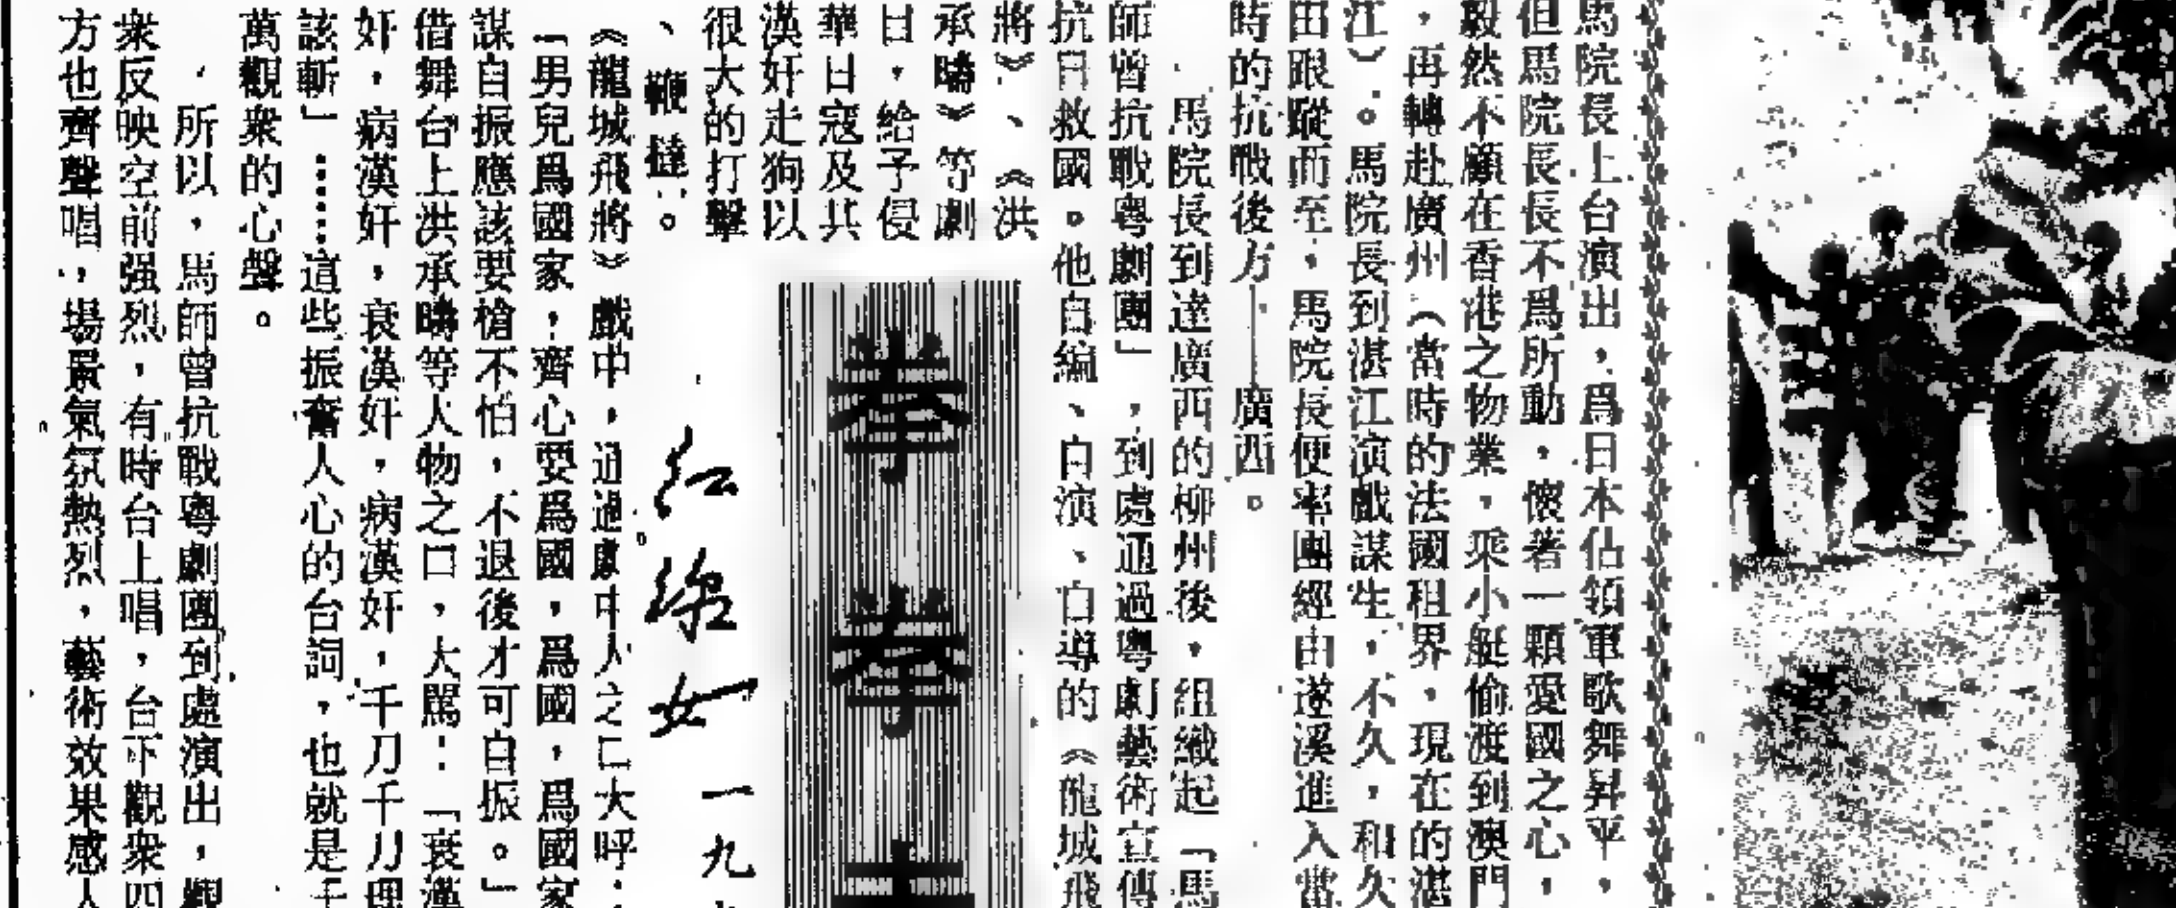 馬院長上台演出，爲日本佔領軍歌舞昇平，
但馬院長長不爲所動，懷著一顆愛國之心，
毅然不顧在香港之物業，乘小艇偷渡到澳門
，再轉赴廣州（當時的法國租界，現在的湛
江）。馬院長到湛江演戲謀生，不久，和久
田跟蹤而至，馬院長便率團經由遂溪進入當
時的抗戰後方——廣西。
馬院長到達廣西的柳州後，組織起「馬
師曾抗戰粵劇團」，到處通過粵劇藝術宣傳
抗日救國。他自編、自演、自導的《龍城飛
將》、《洪
承疇》等劇
日，給予侵
華日寇及其
漢奸走狗以
很大的打擊
、鞭撻。
紅線女一九
《龍城飛將》戲中，通過劇中人之口大呼：
「男兒爲國家，齊心要爲國，爲國，爲國家
謀自振應該要槍不怕，不退後才可自振。」
借舞台上洪承疇等人物之口，大罵：「衰漢
奸，病漢奸，衰漢奸，病漢奸，千刀千刀理
該斬」……這些振奮人心的台詞，也就是千
萬觀衆的心聲。
所以，馬師曾抗戰粵劇團到處演出，觀
衆反映空前强烈，有時台上唱，台下觀衆四
方也齊聲唱，場景氣氛熱烈，藝術效果感人